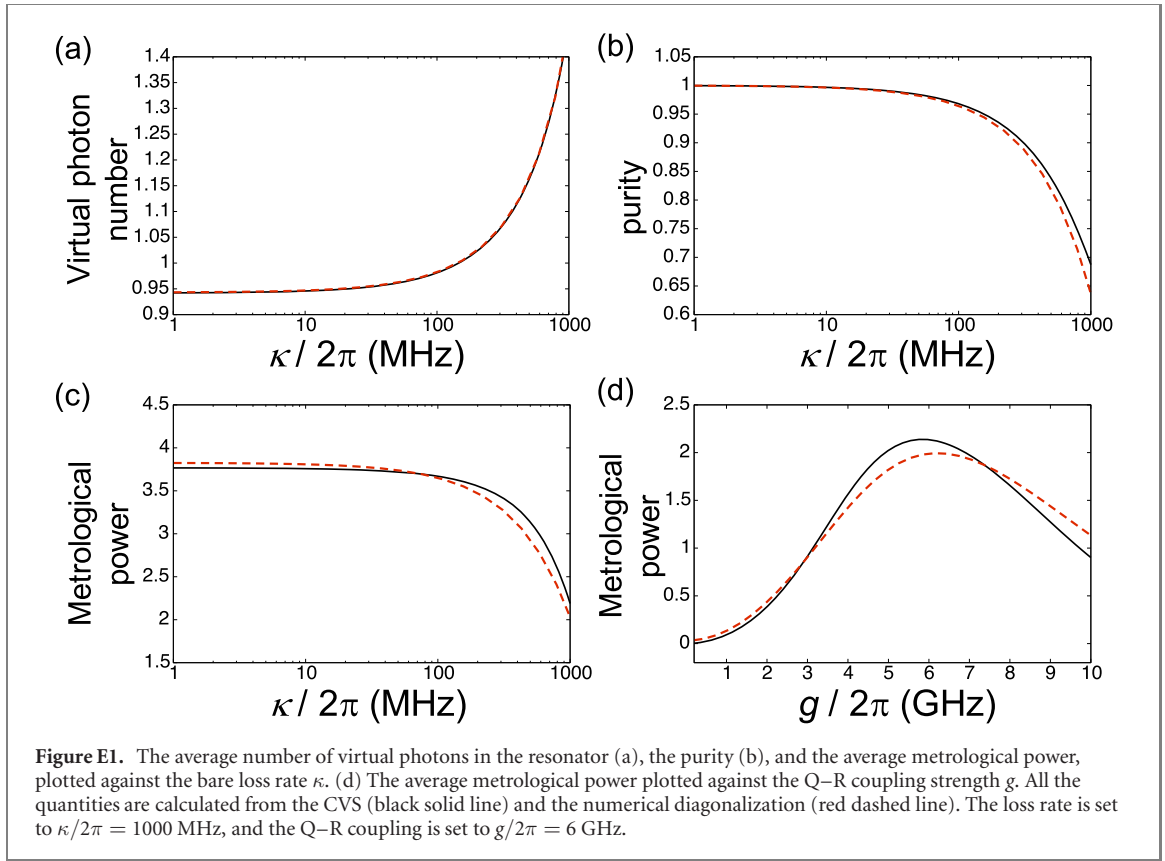 (a)
Virtual photon
number
1.4
1.35
1.3
1.25
1.2
1.15
1.1
1.05
1
0.95
0.9
1 10 100 1000
κ / 2π (MHz)
(b)
purity
1.05
1
0.95
0.9
0.85
0.8
0.75
0.7
0.65
0.6
1 10 100 1000
κ / 2π (MHz)
(c)
Metrological
power
4.5
4
3.5
3
2.5
2
1.5
1 10 100 1000
κ / 2π (MHz)
(d)
Metrological
power
2.5
2
1.5
1
0.5
0
1 2 3 4 5 6 7 8 9 10
g / 2π (GHz)
Figure E1. The average number of virtual photons in the resonator (a), the purity (b), and the average metrological power,
plotted against the bare loss rate κ. (d) The average metrological power plotted against the Q–R coupling strength g. All the
quantities are calculated from the CVS (black solid line) and the numerical diagonalization (red dashed line). The loss rate is set
to κ/2π = 1000 MHz, and the Q–R coupling is set to g/2π = 6 GHz.